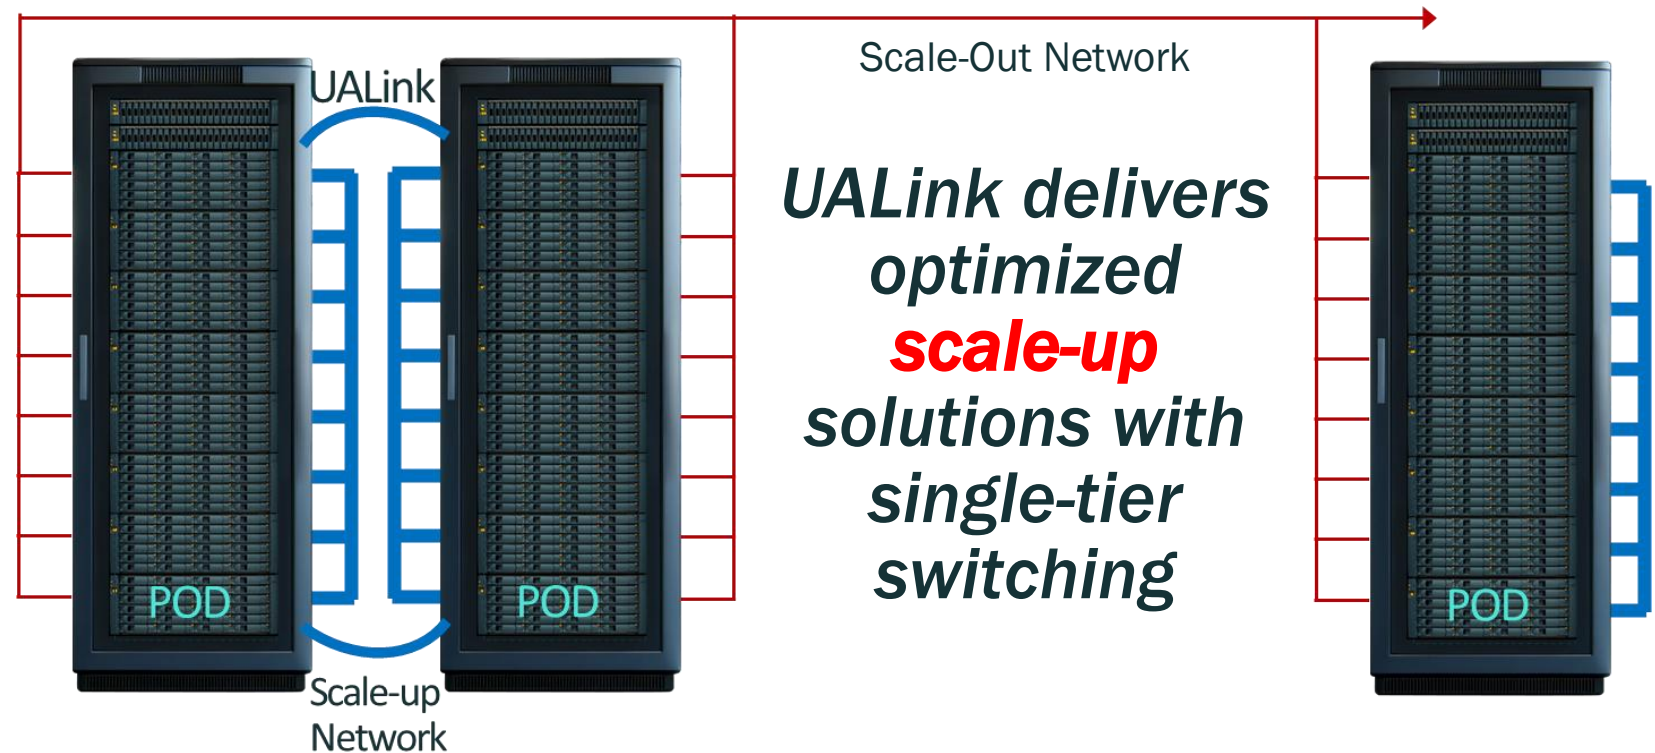 Scale-Out Network
UALink
UALink delivers
optimized
scale-up
solutions with
single-tier
switching
POD
POD
POD
Scale-up
Network